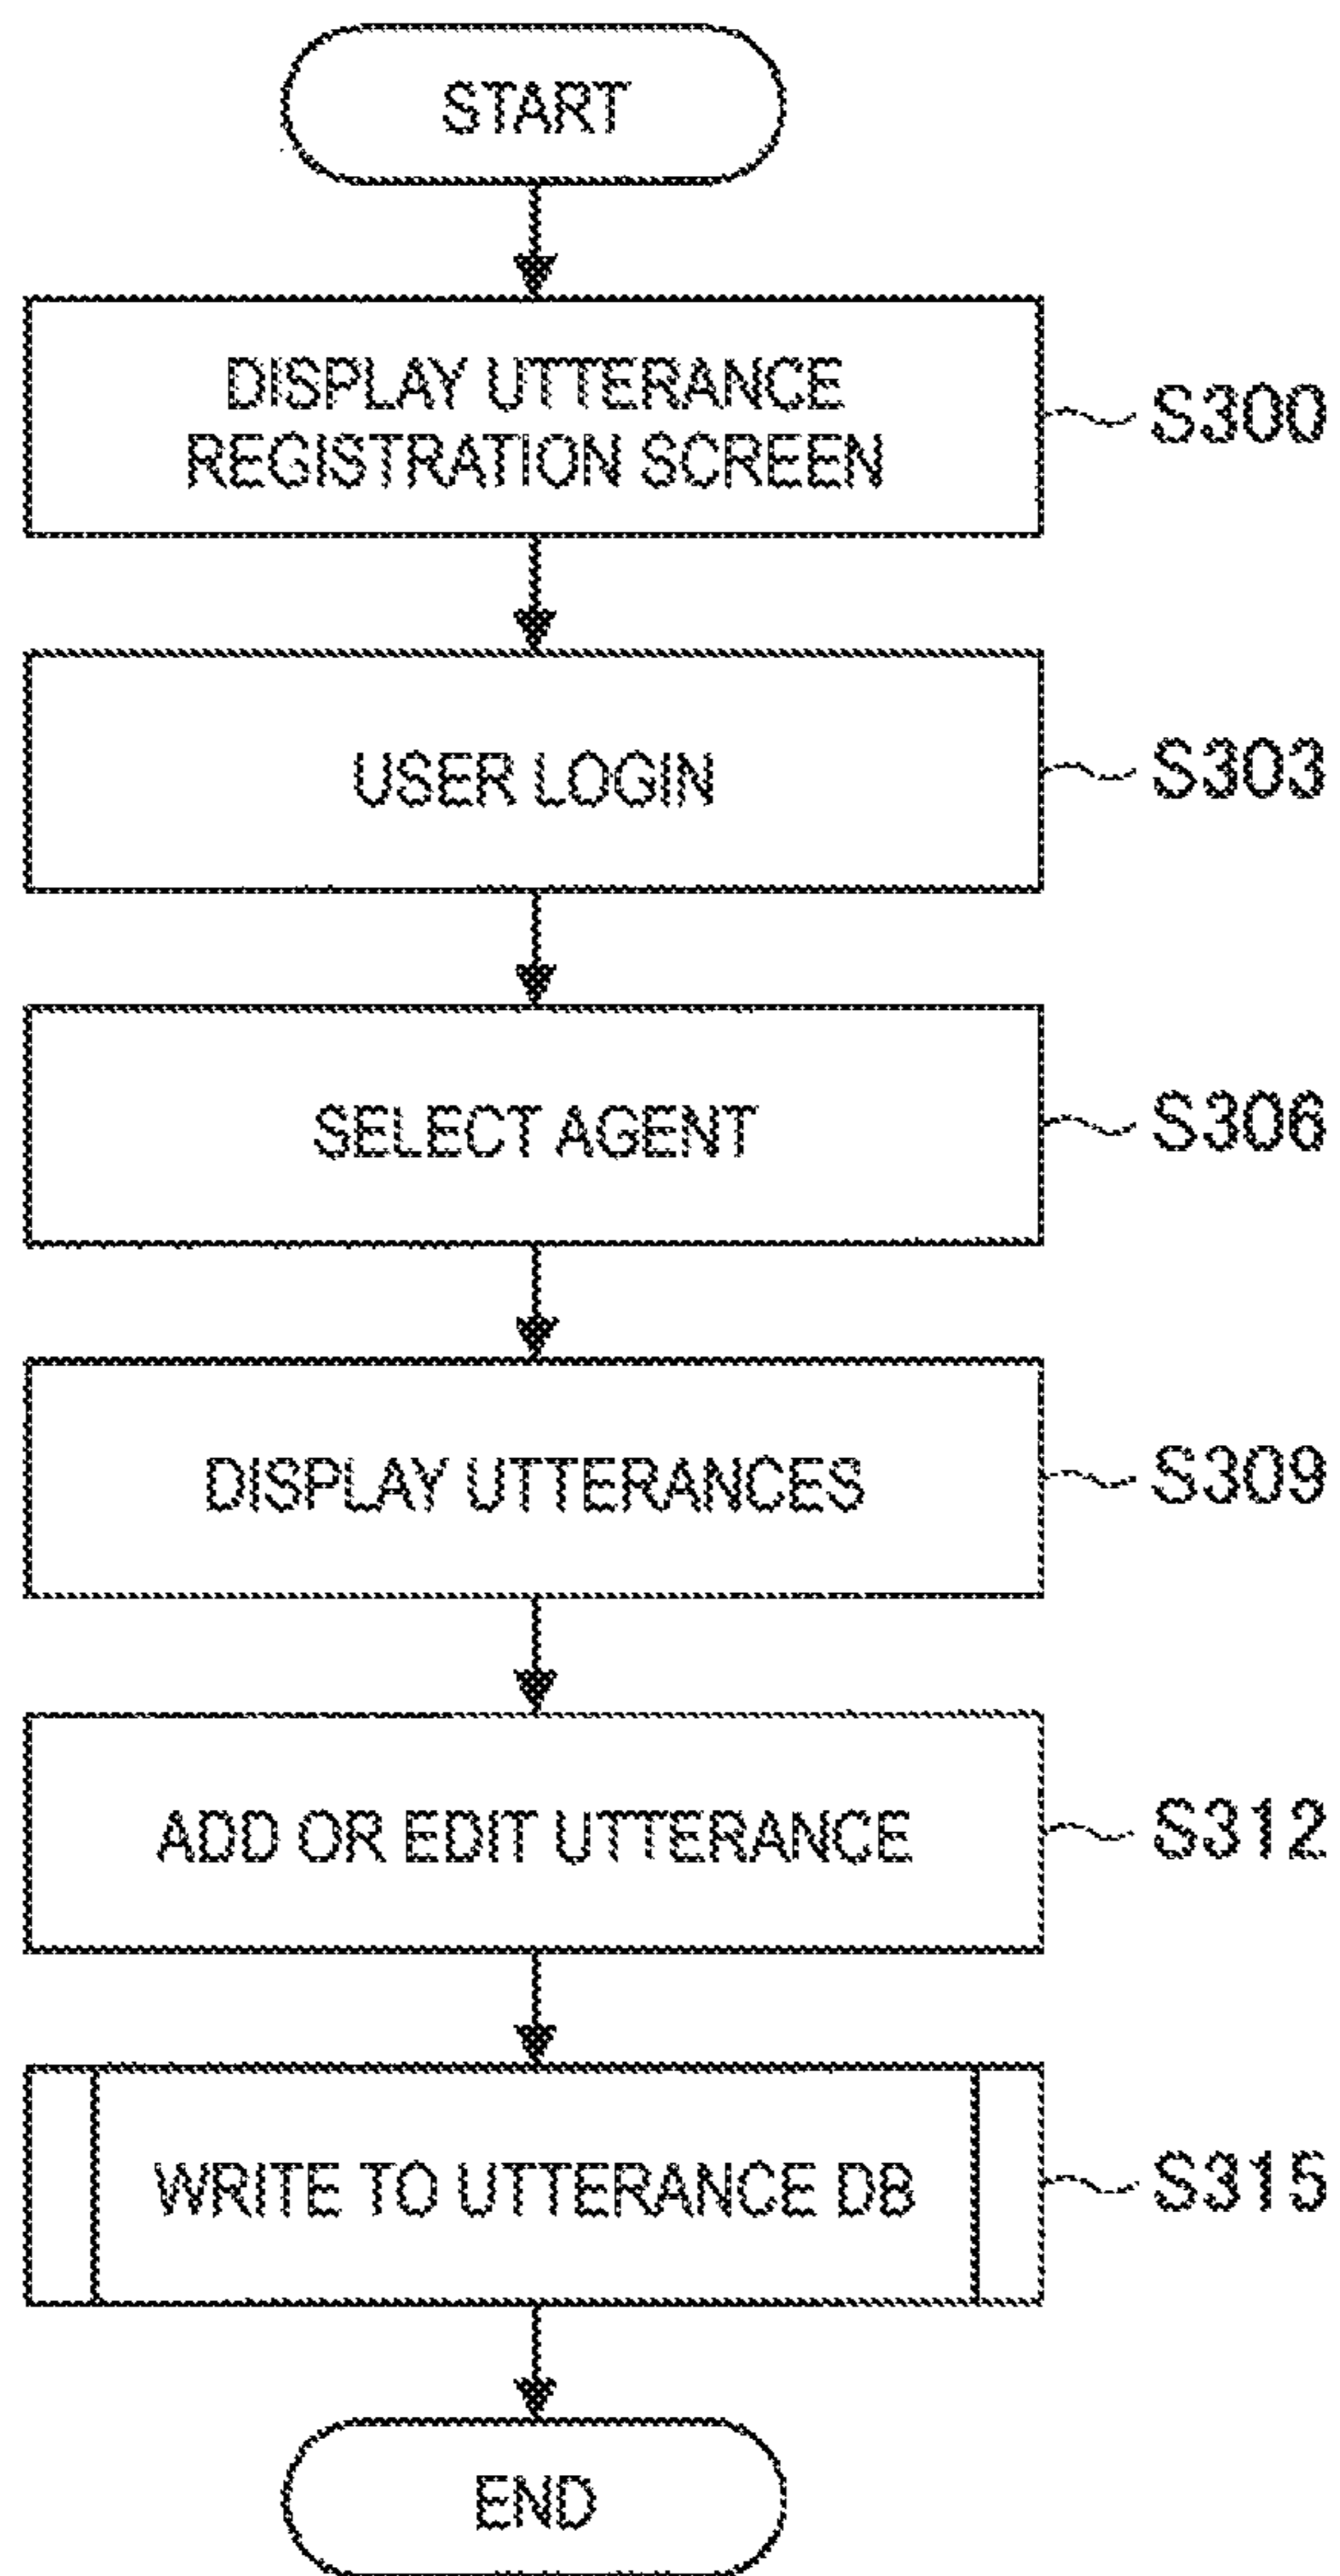 START
DISPLAY UTTERANCE
REGISTRATION SCREEN
S300
USER LOGIN
S303
SELECT AGENT
S306
DISPLAY UTTERANCES
S309
ADD OR EDIT UTTERANCE
S312
WRITE TO UTTERANCE DB
S315
END